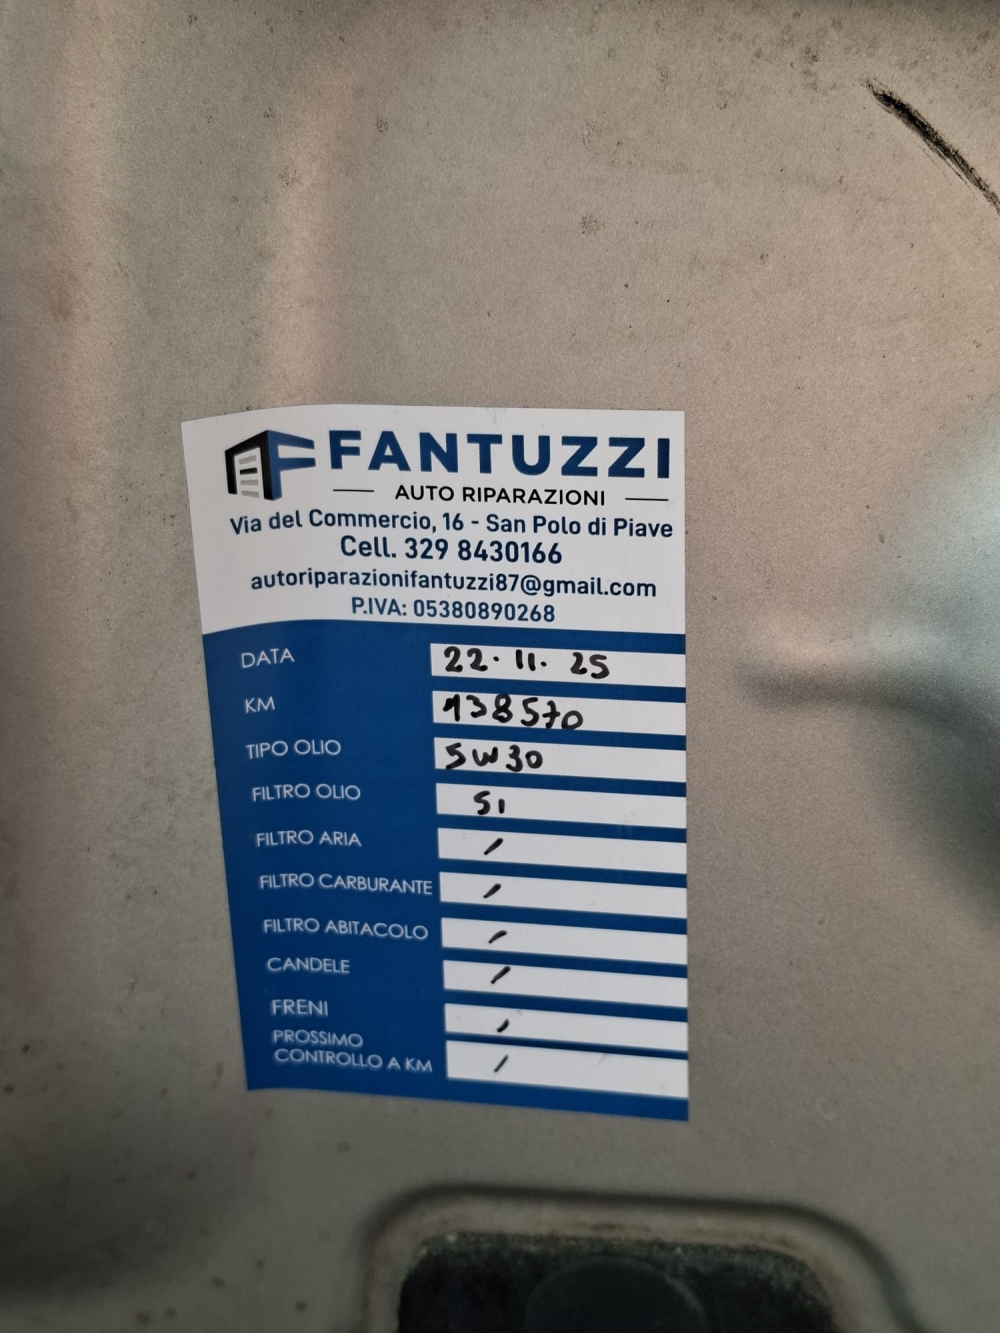 FANTUZZI
AUTO RIPARAZIONI
Via del Commercio, 16 - San Polo di Piave
Cell. 329 8430166
autoriparazionifantuzzi87@gmail.com
P.IVA: 05380890268
DATA 22. 11. 25
KM 138570
TIPO OLIO 5W30
FILTRO OLIO SI
FILTRO ARIA /
FILTRO CARBURANTE /
FILTRO ABITACOLO /
CANDELE /
FRENI /
PROSSIMO
CONTROLLO A KM /